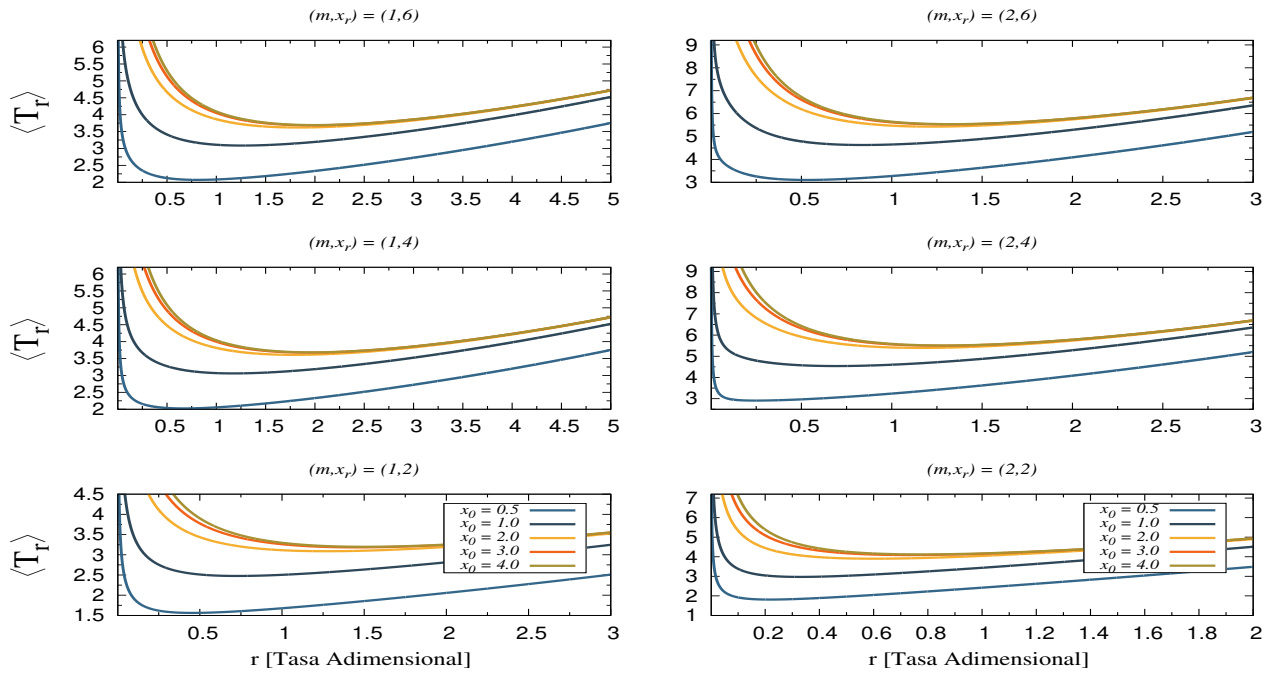 (m,x_r) = (1,6)
6
5.5
5
4.5
4
3.5
3
2.5
2
⟨T_r⟩
0.5 1 1.5 2 2.5 3 3.5 4 4.5 5
(m,x_r) = (2,6)
9
8
7
6
5
4
3
0.5 1 1.5 2 2.5 3
(m,x_r) = (1,4)
6
5.5
5
4.5
4
3.5
3
2.5
2
⟨T_r⟩
0.5 1 1.5 2 2.5 3 3.5 4 4.5 5
(m,x_r) = (2,4)
9
8
7
6
5
4
3
0.5 1 1.5 2 2.5 3
(m,x_r) = (1,2)
4.5
3.5
3
2.5
1.5
⟨T_r⟩
x_0 = 0.5
x_0 = 1.0
x_0 = 2.0
x_0 = 3.0
x_0 = 4.0
0.5 1 1.5 2 2.5 3
r [Tasa Adimensional]
(m,x_r) = (2,2)
7
6
5
4
3
2
1
x_0 = 0.5
x_0 = 1.0
x_0 = 2.0
x_0 = 3.0
x_0 = 4.0
0.2 0.4 0.6 0.8 1 1.2 1.4 1.6 1.8 2
r [Tasa Adimensional]